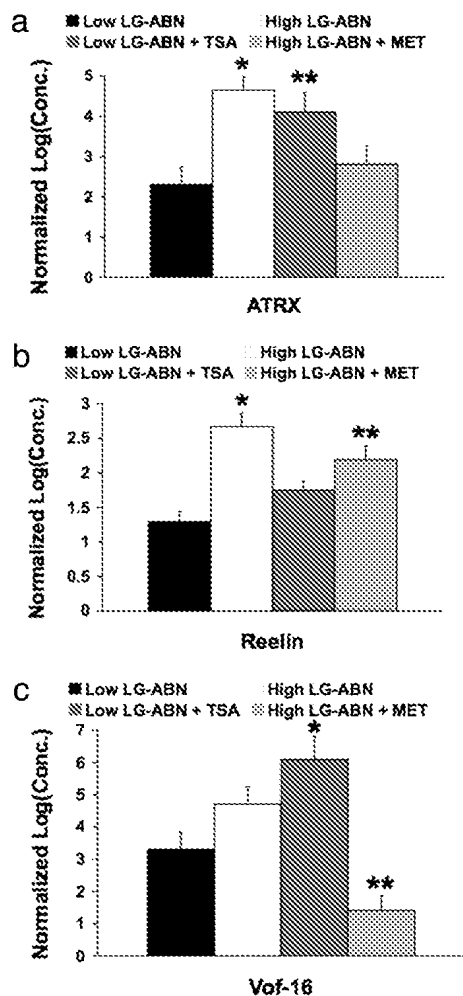 a
Low LG-ABN High LG-ABN
Low LG-ABN + TSA High LG-ABN + MET
Normalized Log(Conc.)
5
4
3
2
1
0
*
**
ATRX
b
Low LG-ABN High LG-ABN
Low LG-ABN + TSA High LG-ABN + MET
Normalized Log(Conc.)
3
2.5
2
1.5
1
0.5
0
*
**
Reelin
c
Low LG-ABN High LG-ABN
Low LG-ABN + TSA High LG-ABN + MET
Normalized Log(Conc.)
7
6
5
4
3
2
1
0
*
**
Vof-16